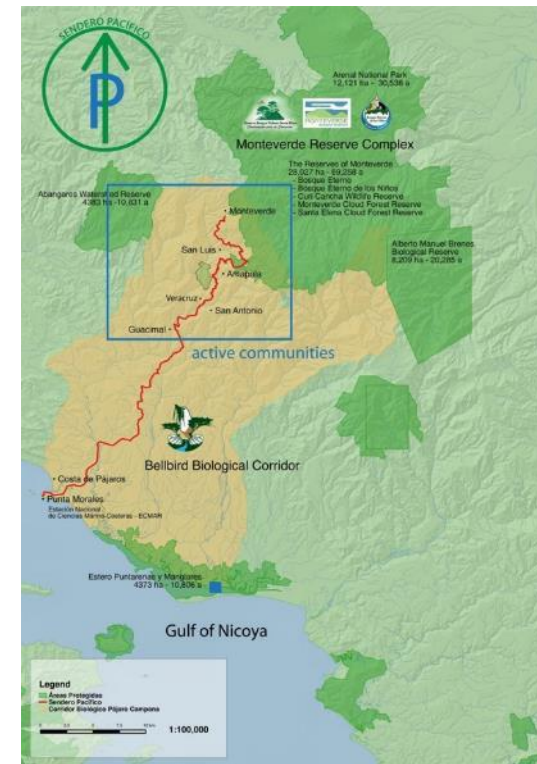 SENDERO PACÍFICO
P
Arenal National Park
12,121 ha - 30,538 a
MONTEVERDE
Monteverde Reserve Complex
The Reserves of Monteverde
28,027 ha - 69,258 a
- Bosque Eterno
- Bosque Eterno de los Niños
- Curi Cancha Wildlife Reserve
- Monteverde Cloud Forest Reserve
- Santa Elena Cloud Forest Reserve
Abangares Watershed Reserve
4383 ha -10,831 a
Monteverde
Alberto Manuel Brenes
Biological Reserve
8,209 ha - 20,285 a
San Luis
Altapola
Veracruz
San Antonio
Guacimal
active communities
Bellbird Biological Corridor
Costa de Pájaros
Punta Morales
Estación Nacional
de Ciencias Marino-Costeras - ECMAR
Estero Puntarenas y Manglares
4373 ha - 10,806 a
Gulf of Nicoya
Legend
Áreas Protegidas
Sendero Pacífico
Corredor Biológico Pájaro Campana
1:100,000